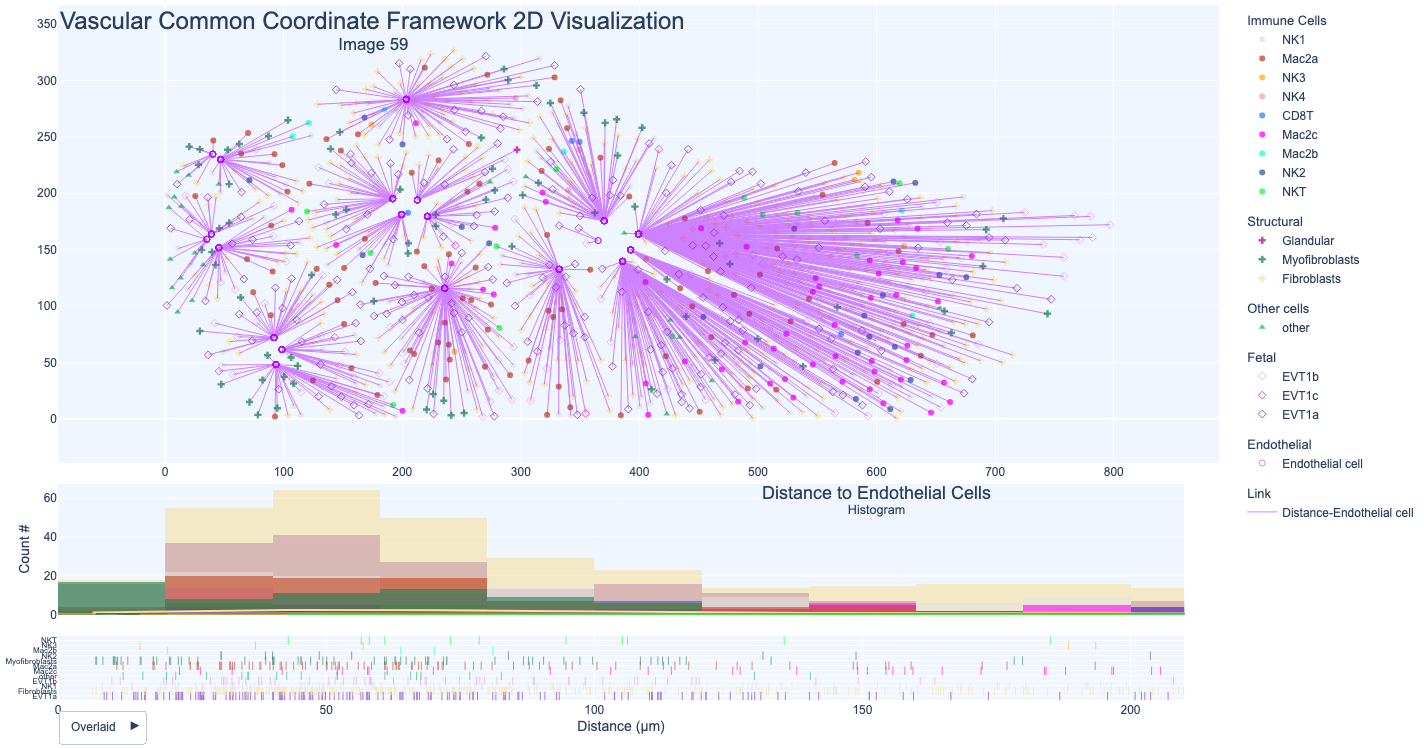 Vascular Common Coordinate Framework 2D Visualization
Image 59
350
300
250
200
150
100
50
0
0 100 200 300 400 500 600 700 800
Immune Cells
NK1
Mac2a
NK3
NK4
CD8T
Mac2c
Mac2b
NK2
NKT
Structural
Glandular
Myofibroblasts
Fibroblasts
Other cells
other
Fetal
EVT1b
EVT1c
EVT1a
Endothelial
Endothelial cell
Link
Distance-Endothelial cell
Distance to Endothelial Cells
Histogram
Count #
60
40
20
0
NKT
NK3
Mac2b
NK2
Myofibroblasts
Mac2a
Mac2c
other
EVT1b
NK1
Fibroblasts
EVT1a
0 50 100 150 200
Distance (μm)
Overlaid ►